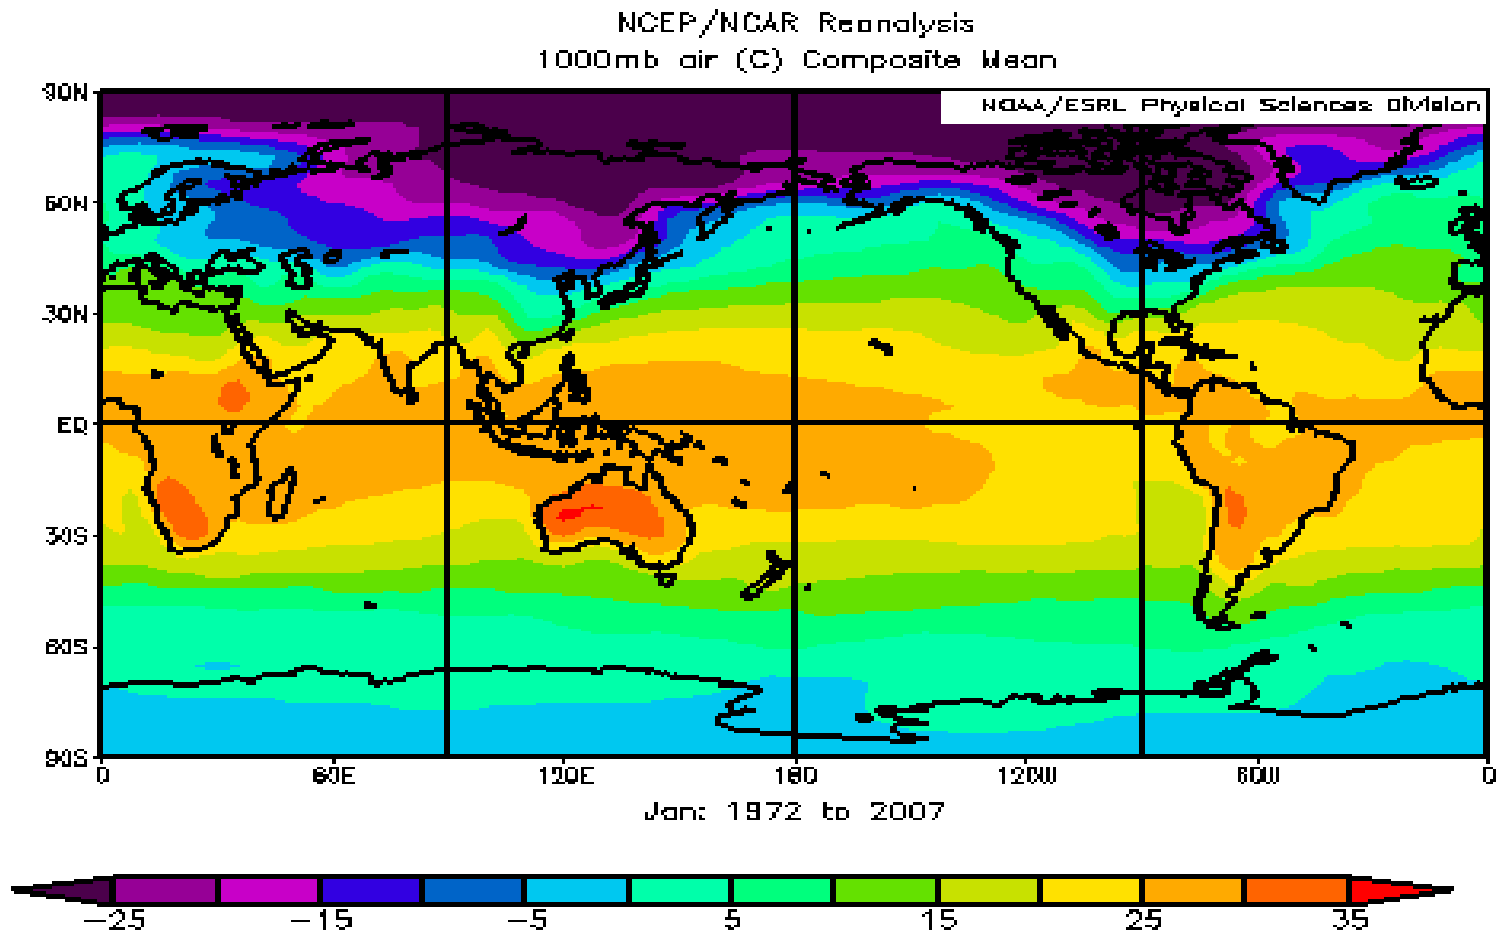 NCEP/NCAR Reanalysis
1000mb air (C) Composite Mean
NOAA/ESRL Physical Sciences Division
90N
60N
30N
EQ
30S
60S
90S
0 60E 120E 180 120W 60W 0
Jan: 1972 to 2007
-25 -15 -5 5 15 25 35